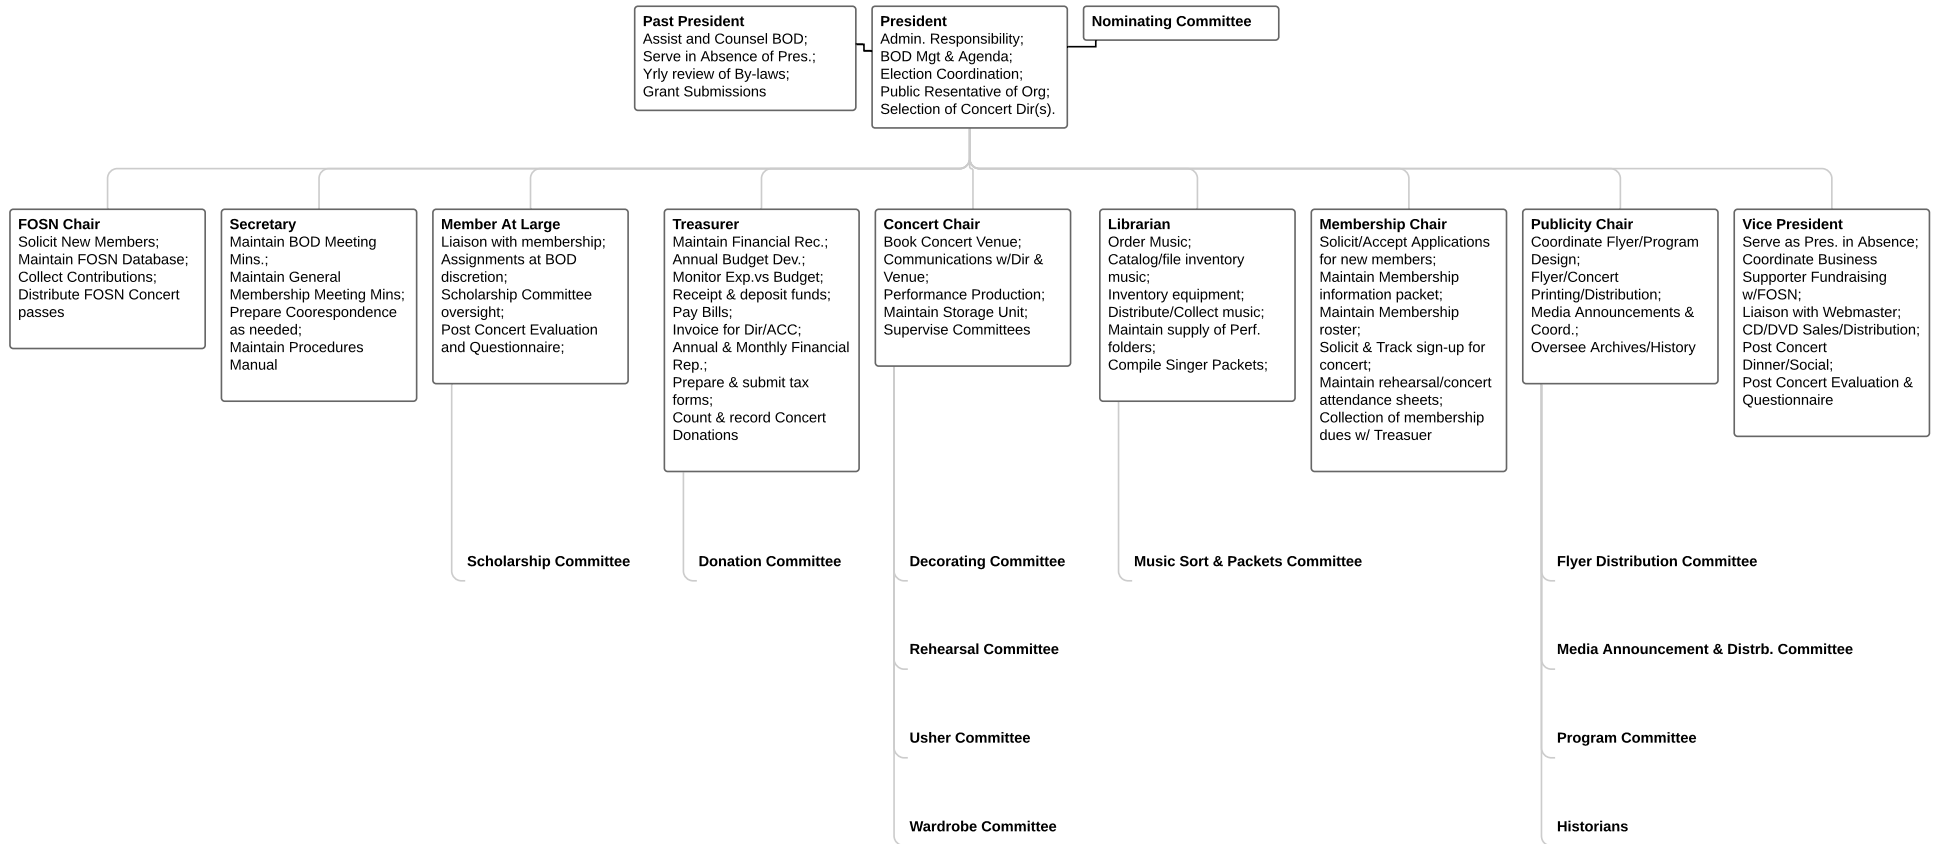 Past President
Assist and Counsel BOD;
Serve in Absence of Pres.;
Yrly review of By-laws;
Grant Submissions
President
Admin. Responsibility;
BOD Mgt & Agenda;
Election Coordination;
Public Resentative of Org;
Selection of Concert Dir(s).
Nominating Committee
FOSN Chair
Solicit New Members;
Maintain FOSN Database;
Collect Contributions;
Distribute FOSN Concert
passes
Secretary
Maintain BOD Meeting
Mins.;
Maintain General
Membership Meeting Mins;
Prepare Coorespondence
as needed;
Maintain Procedures
Manual
Member At Large
Liaison with membership;
Assignments at BOD
discretion;
Scholarship Committee
oversight;
Post Concert Evaluation
and Questionnaire;
Treasurer
Maintain Financial Rec.;
Annual Budget Dev.;
Monitor Exp.vs Budget;
Receipt & deposit funds;
Pay Bills;
Invoice for Dir/ACC;
Annual & Monthly Financial
Rep.;
Prepare & submit tax
forms;
Count & record Concert
Donations
Concert Chair
Book Concert Venue;
Communications w/Dir &
Venue;
Performance Production;
Maintain Storage Unit;
Supervise Committees
Librarian
Order Music;
Catalog/file inventory
music;
Inventory equipment;
Distribute/Collect music;
Maintain supply of Perf.
folders;
Compile Singer Packets;
Membership Chair
Solicit/Accept Applications
for new members;
Maintain Membership
information packet;
Maintain Membership
roster;
Solicit & Track sign-up for
concert;
Maintain rehearsal/concert
attendance sheets;
Collection of membership
dues w/ Treasuer
Publicity Chair
Coordinate Flyer/Program
Design;
Flyer/Concert
Printing/Distribution;
Media Announcements &
Coord.;
Oversee Archives/History
Vice President
Serve as Pres. in Absence;
Coordinate Business
Supporter Fundraising
w/FOSN;
Liaison with Webmaster;
CD/DVD Sales/Distribution;
Post Concert
Dinner/Social;
Post Concert Evaluation &
Questionnaire
Scholarship Committee
Donation Committee
Decorating Committee
Music Sort & Packets Committee
Flyer Distribution Committee
Rehearsal Committee
Media Announcement & Distrb. Committee
Usher Committee
Program Committee
Wardrobe Committee
Historians